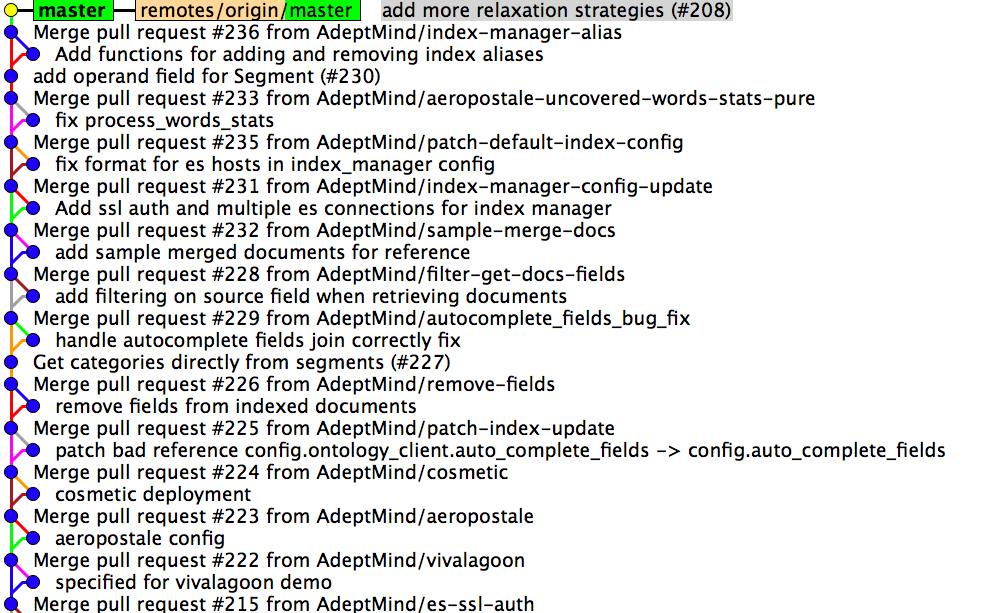 master remotes/origin/master add more relaxation strategies (#208)
Merge pull request #236 from AdeptMind/index-manager-alias
Add functions for adding and removing index aliases
add operand field for Segment (#230)
Merge pull request #233 from AdeptMind/aeropostale-uncovered-words-stats-pure
fix process_words_stats
Merge pull request #235 from AdeptMind/patch-default-index-config
fix format for es hosts in index_manager config
Merge pull request #231 from AdeptMind/index-manager-config-update
Add ssl auth and multiple es connections for index manager
Merge pull request #232 from AdeptMind/sample-merge-docs
add sample merged documents for reference
Merge pull request #228 from AdeptMind/filter-get-docs-fields
add filtering on source field when retrieving documents
Merge pull request #229 from AdeptMind/autocomplete_fields_bug_fix
handle autocomplete fields join correctly fix
Get categories directly from segments (#227)
Merge pull request #226 from AdeptMind/remove-fields
remove fields from indexed documents
Merge pull request #225 from AdeptMind/patch-index-update
patch bad reference config.ontology_client.auto_complete_fields -> config.auto_complete_fields
Merge pull request #224 from AdeptMind/cosmetic
cosmetic deployment
Merge pull request #223 from AdeptMind/aeropostale
aeropostale config
Merge pull request #222 from AdeptMind/vivalagoon
specified for vivalagoon demo
Merge pull request #215 from AdeptMind/es-ssl-auth